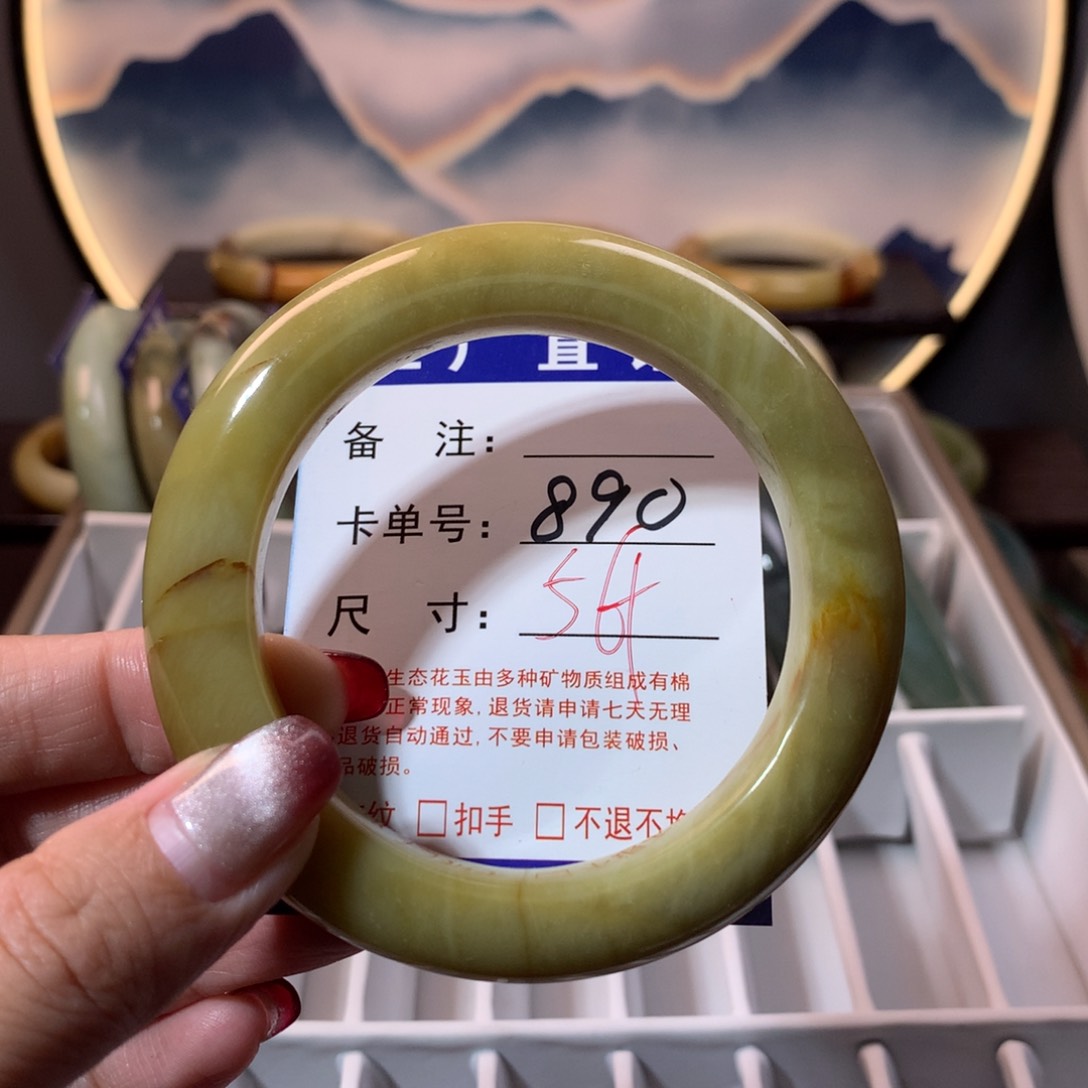 厂直
备 注：
卡单号：890
尺 寸：54
生态花玉由多种矿物质组成有棉
正常现象，退货请申请七天无理
退货自动通过，不要申请包装破损、
品破损。
纹 □扣手 □不退不